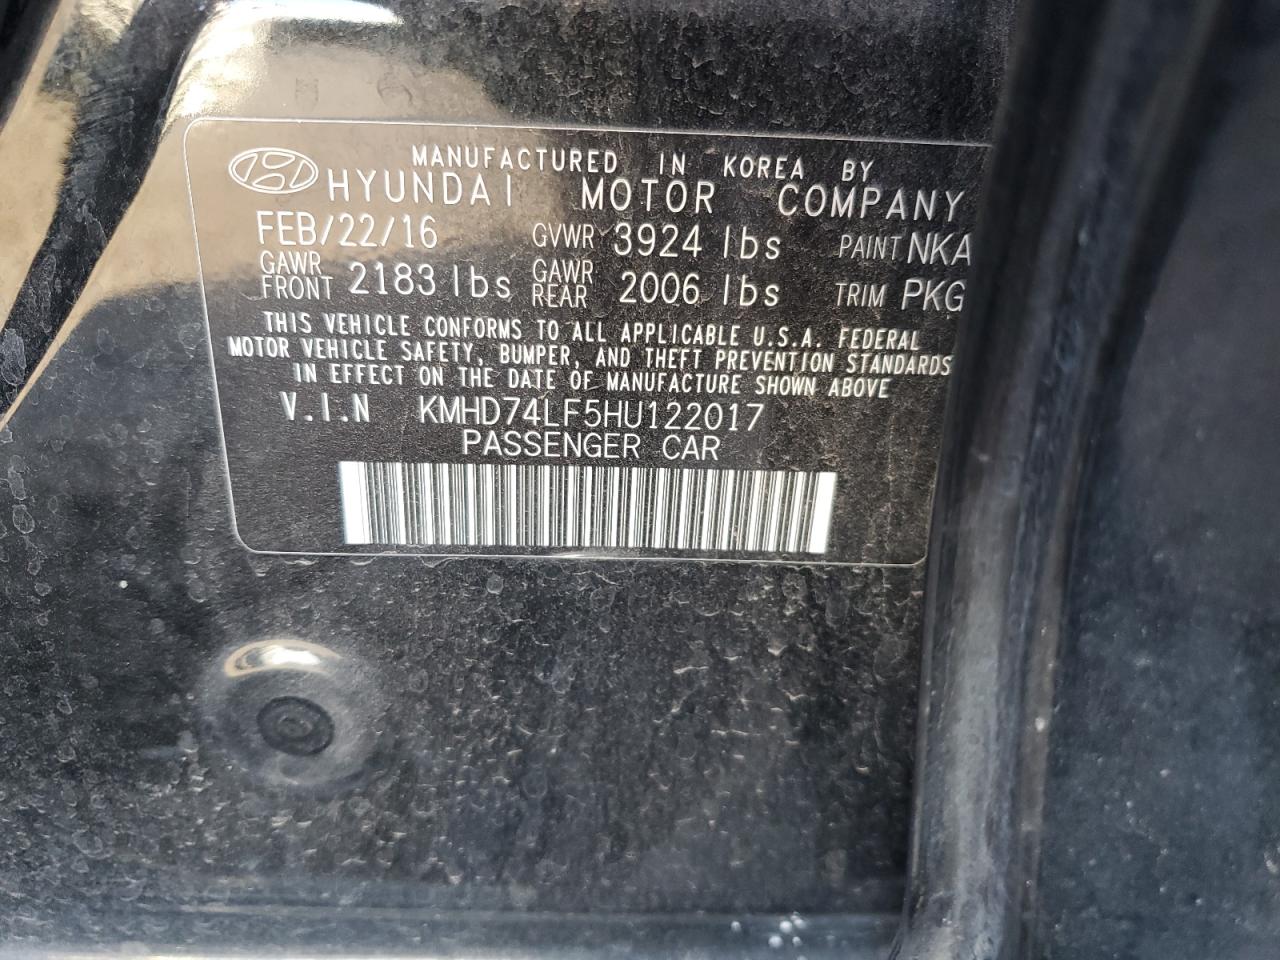 MANUFACTURED IN KOREA BY
HYUNDAI MOTOR COMPANY
FEB/22/16 GVWR 3924 lbs PAINT NKA
GAWR FRONT 2183 lbs GAWR REAR 2006 lbs TRIM PKG
THIS VEHICLE CONFORMS TO ALL APPLICABLE U.S.A. FEDERAL
MOTOR VEHICLE SAFETY, BUMPER, AND THEFT PREVENTION STANDARDS
IN EFFECT ON THE DATE OF MANUFACTURE SHOWN ABOVE
V.I.N KMHD74LF5HU122017
PASSENGER CAR